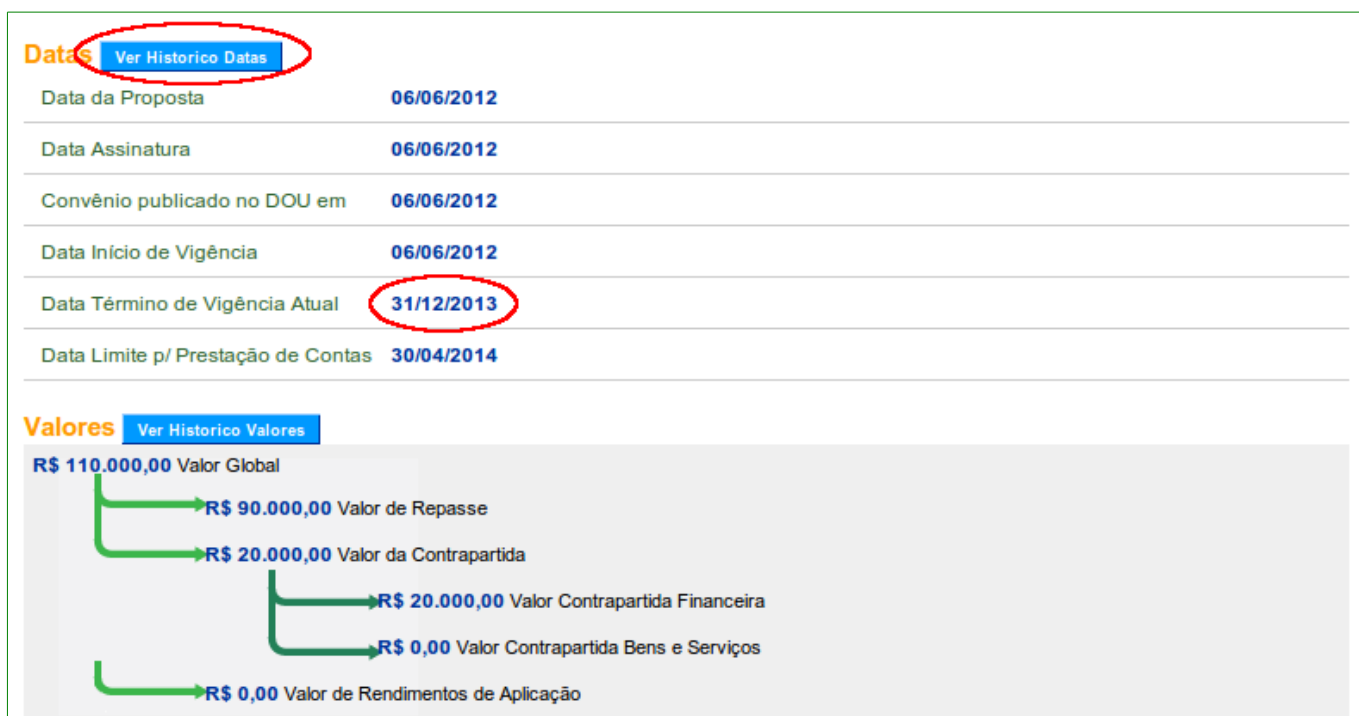 Datas Ver Historico Datas
Data da Proposta 06/06/2012
Data Assinatura 06/06/2012
Convênio publicado no DOU em 06/06/2012
Data Início de Vigência 06/06/2012
Data Término de Vigência Atual 31/12/2013
Data Limite p/ Prestação de Contas 30/04/2014
Valores Ver Historico Valores
R$ 110.000,00 Valor Global
R$ 90.000,00 Valor de Repasse
R$ 20.000,00 Valor da Contrapartida
R$ 20.000,00 Valor Contrapartida Financeira
R$ 0,00 Valor Contrapartida Bens e Serviços
R$ 0,00 Valor de Rendimentos de Aplicação